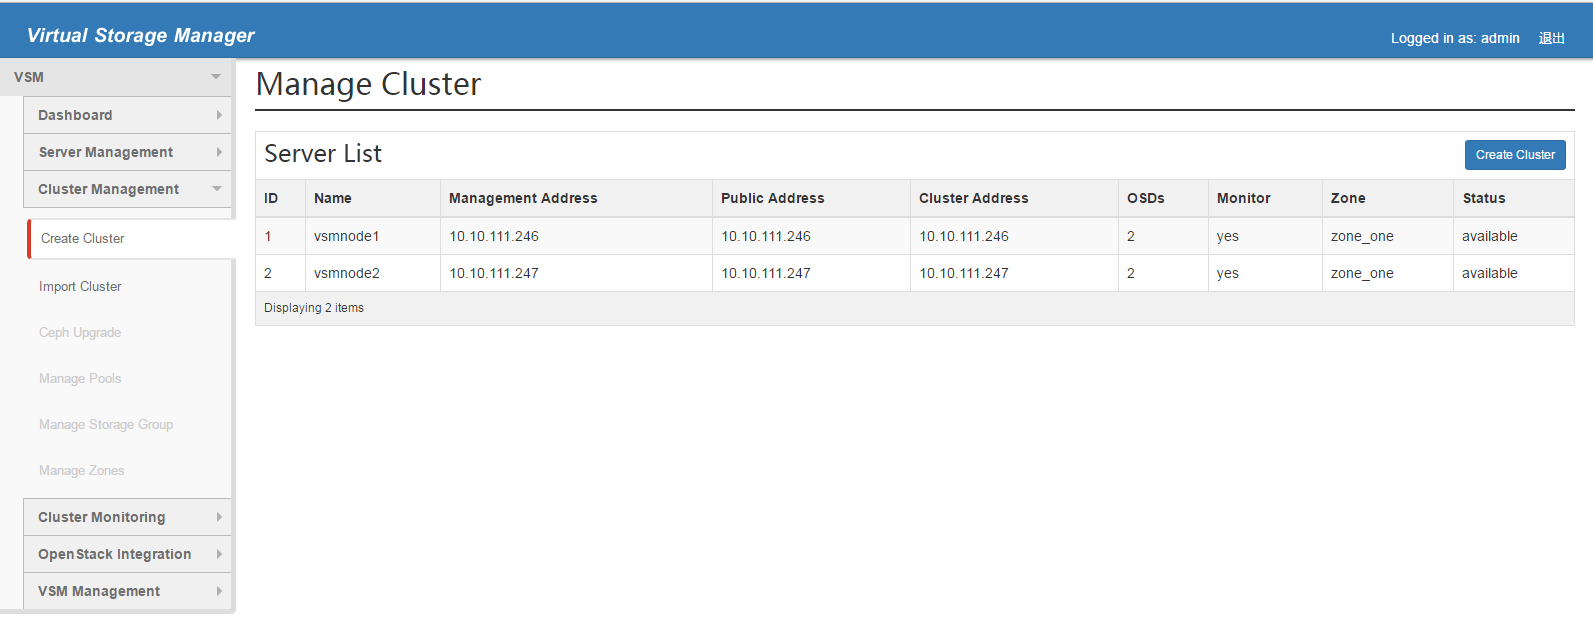 Virtual Storage Manager
Logged in as: admin 退出
VSM
Dashboard
Server Management
Cluster Management
Create Cluster
Import Cluster
Ceph Upgrade
Manage Pools
Manage Storage Group
Manage Zones
Cluster Monitoring
OpenStack Integration
VSM Management
Manage Cluster
Server List
Create Cluster
ID Name Management Address Public Address Cluster Address OSDs Monitor Zone Status
1 vsmnode1 10.10.111.246 10.10.111.246 10.10.111.246 2 yes zone_one available
2 vsmnode2 10.10.111.247 10.10.111.247 10.10.111.247 2 yes zone_one available
Displaying 2 items